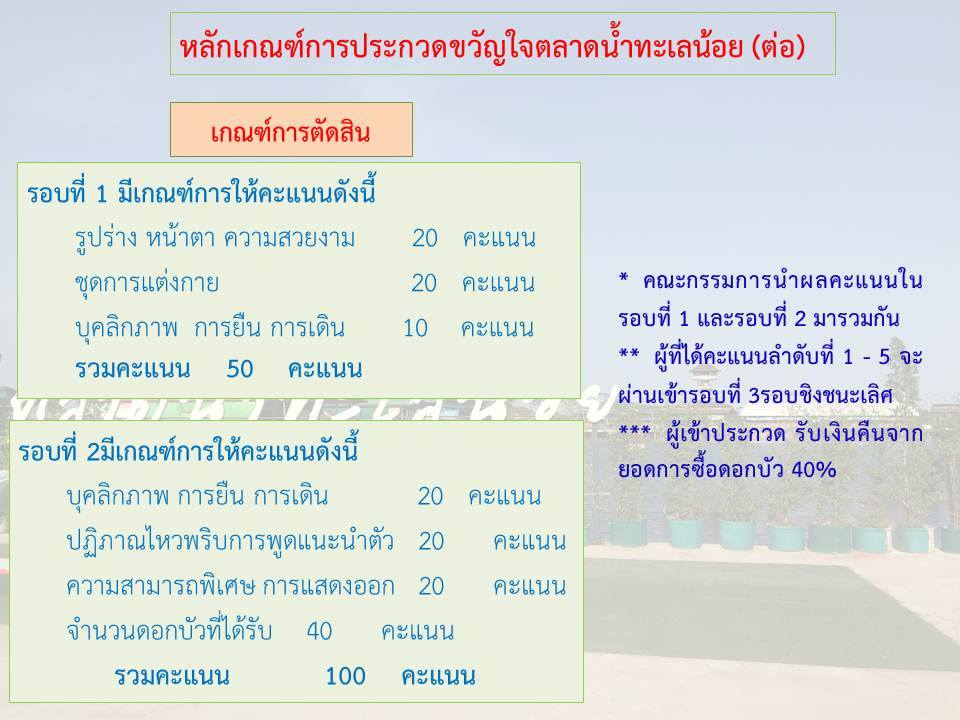 หลักเกณฑ์การประกวดขวัญใจตลาดน้ำทะเลน้อย (ต่อ)
เกณฑ์การตัดสิน
รอบที่ 1 มีเกณฑ์การให้คะแนนดังนี้
รูปร่าง หน้าตา ความสวยงาม 20 คะแนน
ชุดการแต่งกาย 20 คะแนน
บุคลิกภาพ การยืน การเดิน 10 คะแนน
รวมคะแนน 50 คะแนน
รอบที่ 2มีเกณฑ์การให้คะแนนดังนี้
บุคลิกภาพ การยืน การเดิน 20 คะแนน
ปฏิภาณไหวพริบการพูดแนะนำตัว 20 คะแนน
ความสามารถพิเศษ การแสดงออก 20 คะแนน
จำนวนดอกบัวที่ได้รับ 40 คะแนน
รวมคะแนน 100 คะแนน
* คณะกรรมการนำผลคะแนนใน
รอบที่ 1 และรอบที่ 2 มารวมกัน
** ผู้ที่ได้คะแนนลำดับที่ 1 - 5 จะ
ผ่านเข้ารอบที่ 3รอบชิงชนะเลิศ
*** ผู้เข้าประกวด รับเงินคืนจาก
ยอดการซื้อดอกบัว 40%